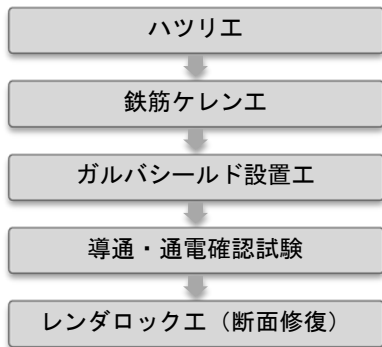 ハツリ工
鉄筋ケレン工
ガルバシールド設置工
導通・通電確認試験
レンダロック工（断面修復）